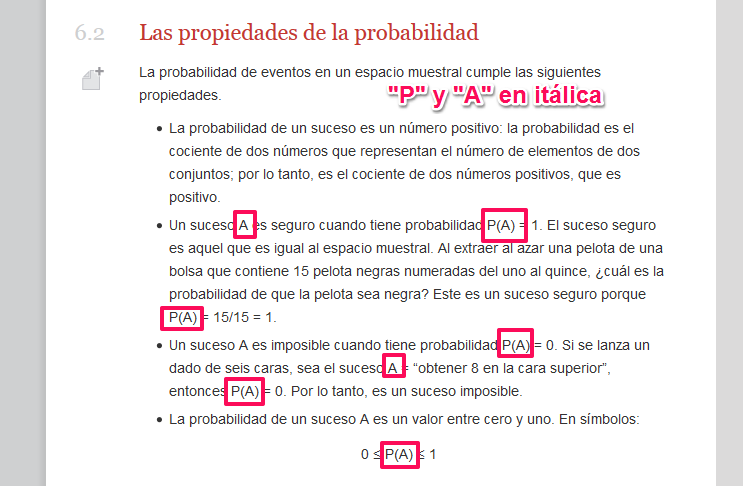 6.2 Las propiedades de la probabilidad
La probabilidad de eventos en un espacio muestral cumple las siguientes
propiedades.
"P" y "A" en itálica
• La probabilidad de un suceso es un número positivo: la probabilidad es el
cociente de dos números que representan el número de elementos de dos
conjuntos; por lo tanto, es el cociente de dos números positivos, que es
positivo.
• Un suceso A es seguro cuando tiene probabilidad P(A) = 1. El suceso seguro
es aquel que es igual al espacio muestral. Al extraer al azar una pelota de una
bolsa que contiene 15 pelota negras numeradas del uno al quince, ¿cuál es la
probabilidad de que la pelota sea negra? Este es un suceso seguro porque
P(A) = 15/15 = 1.
• Un suceso A es imposible cuando tiene probabilidad P(A) = 0. Si se lanza un
dado de seis caras, sea el suceso A = “obtener 8 en la cara superior”,
entonces P(A) = 0. Por lo tanto, es un suceso imposible.
• La probabilidad de un suceso A es un valor entre cero y uno. En símbolos:
0 ≤ P(A) ≤ 1